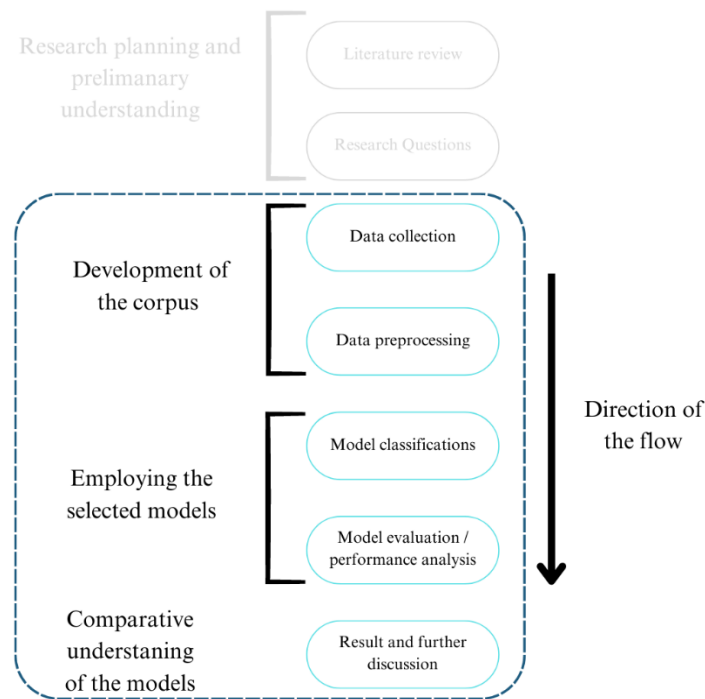 Research planning and
prelimanary
understanding
Literature review
Research Questions
Development of
the corpus
Data collection
Data preprocessing
Employing the
selected models
Model classifications
Model evaluation /
performance analysis
Comparative
understaning
of the models
Result and further
discussion
Direction of
the flow